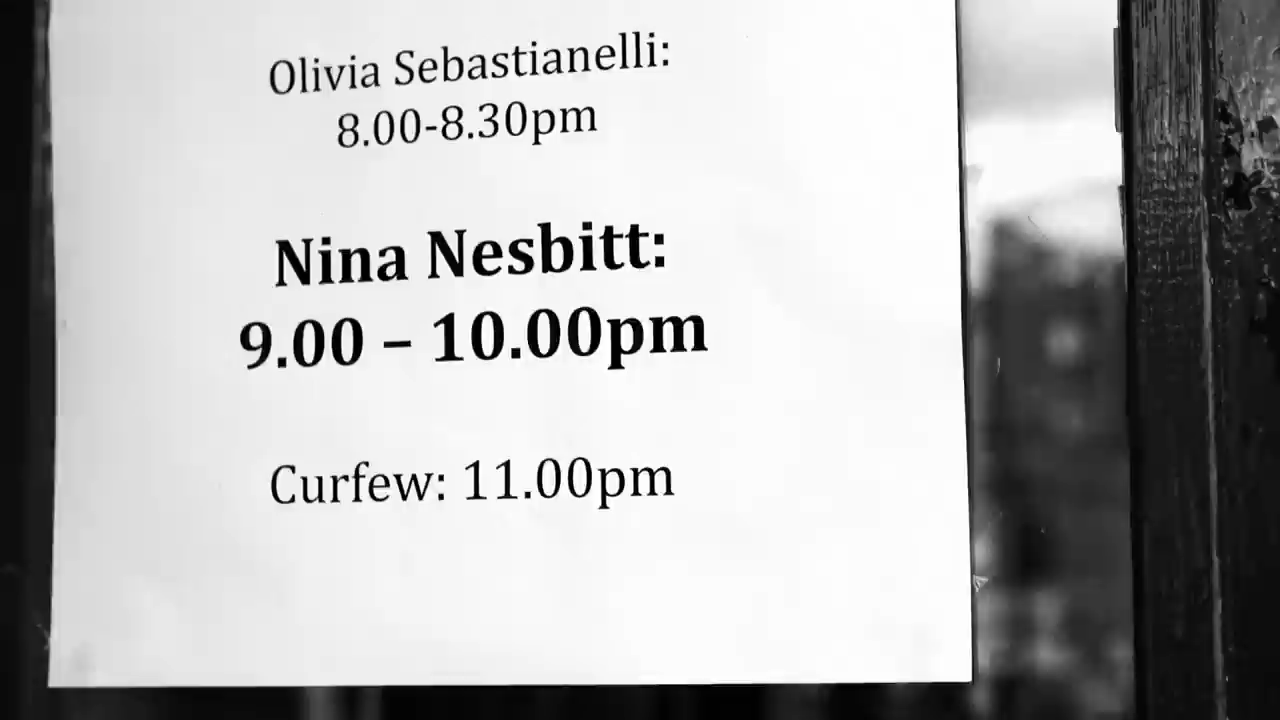 Olivia Sebastianelli:
8.00-8.30pm
Nina Nesbitt:
9.00 – 10.00pm
Curfew: 11.00pm